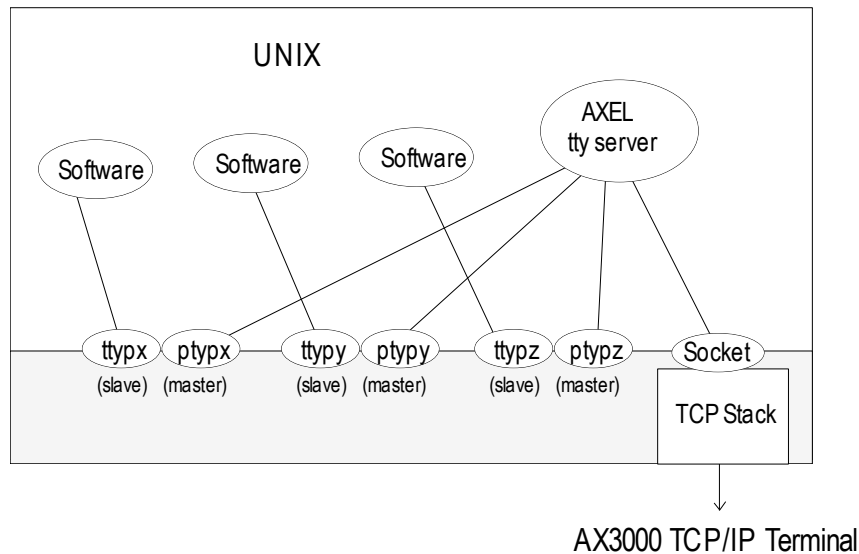 UNIX
AXEL
tty server
Software
Software
Software
ttypx
ptypx
ttypy
ptypy
ttypz
ptypz
Socket
(slave)
(master)
(slave)
(master)
(slave)
(master)
TCP Stack
AX3000 TCP/IP Terminal